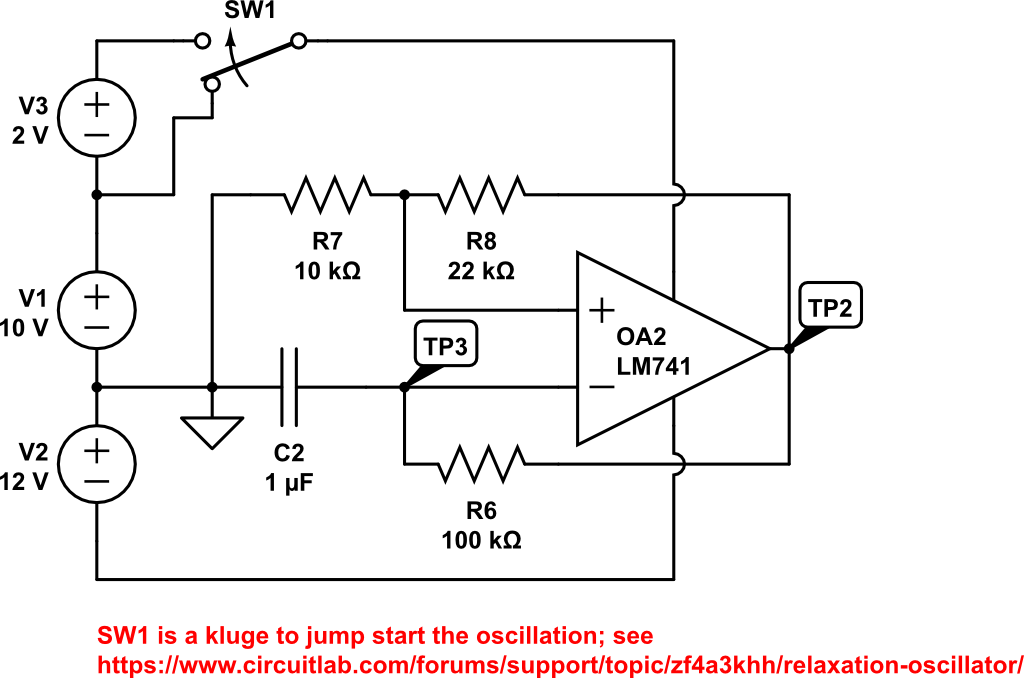 SW1
V3
2 V
R7
10 kΩ
R8
22 kΩ
V1
10 V
TP2
OA2
LM741
TP3
V2
12 V
C2
1 µF
R6
100 kΩ
SW1 is a kluge to jump start the oscillation; see
https://www.circuitlab.com/forums/support/topic/zf4a3khh/relaxation-oscillator/